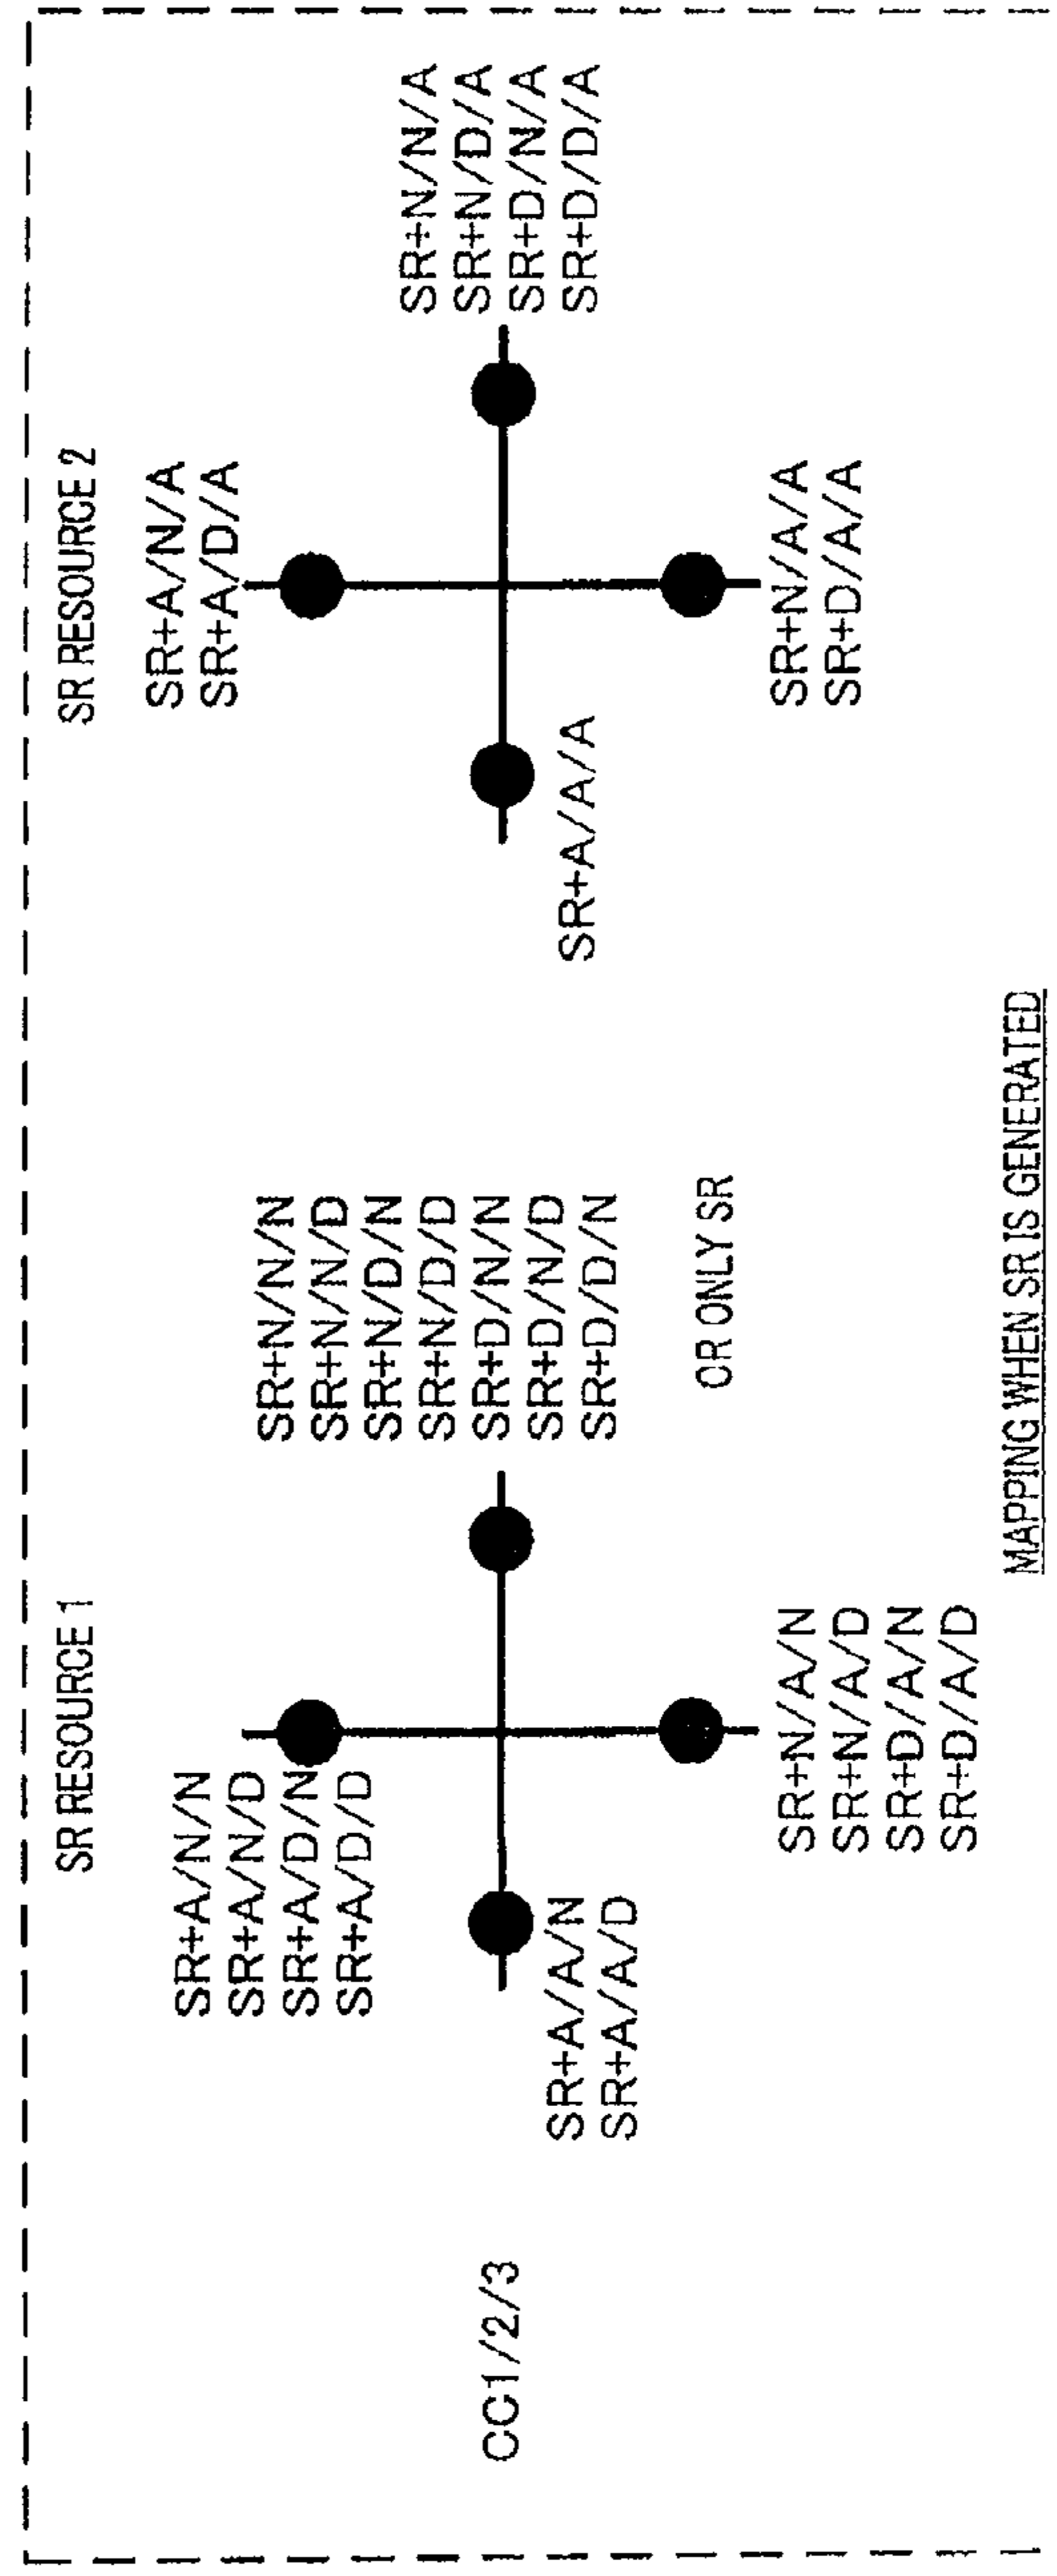 SR RESOURCE 1
SR+A/N/N
SR+A/N/D
SR+A/D/N
SR+A/D/D
SR+N/N/N
SR+N/N/D
SR+N/D/N
SR+N/D/D
SR+D/N/N
SR+D/N/D
SR+D/D/N
OR ONLY SR
CC1/2/3
SR+A/A/N
SR+A/A/D
SR+N/A/N
SR+N/A/D
SR+D/A/N
SR+D/A/D
SR RESOURCE 2
SR+A/N/A
SR+A/D/A
SR+N/N/A
SR+N/D/A
SR+D/N/A
SR+D/D/A
SR+A/A/A
SR+N/A/A
SR+D/A/A
MAPPING WHEN SR IS GENERATED